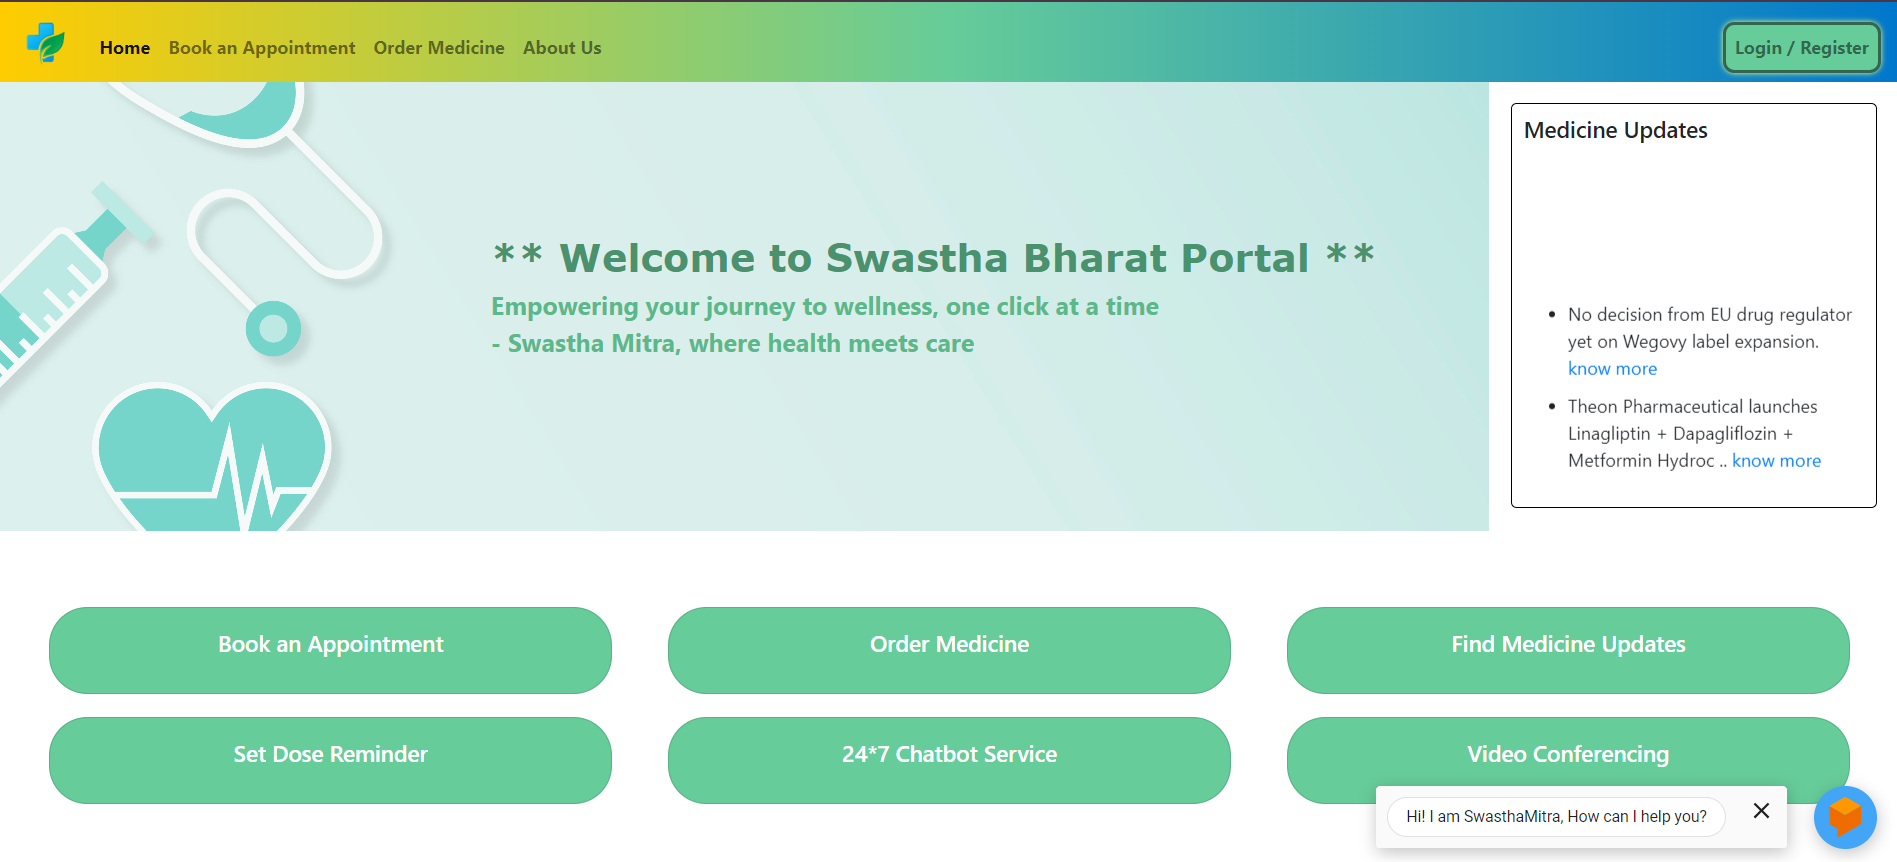 Home Book an Appointment Order Medicine About Us
Login / Register
** Welcome to Swastha Bharat Portal **
Empowering your journey to wellness, one click at a time
- Swastha Mitra, where health meets care
Medicine Updates
No decision from EU drug regulator
yet on Wegovy label expansion.
know more
Theon Pharmaceutical launches
Linagliptin + Dapagliflozin +
Metformin Hydroc .. know more
Book an Appointment
Order Medicine
Find Medicine Updates
Set Dose Reminder
24*7 Chatbot Service
Video Conferencing
Hi! I am SwasthaMitra, How can I help you?